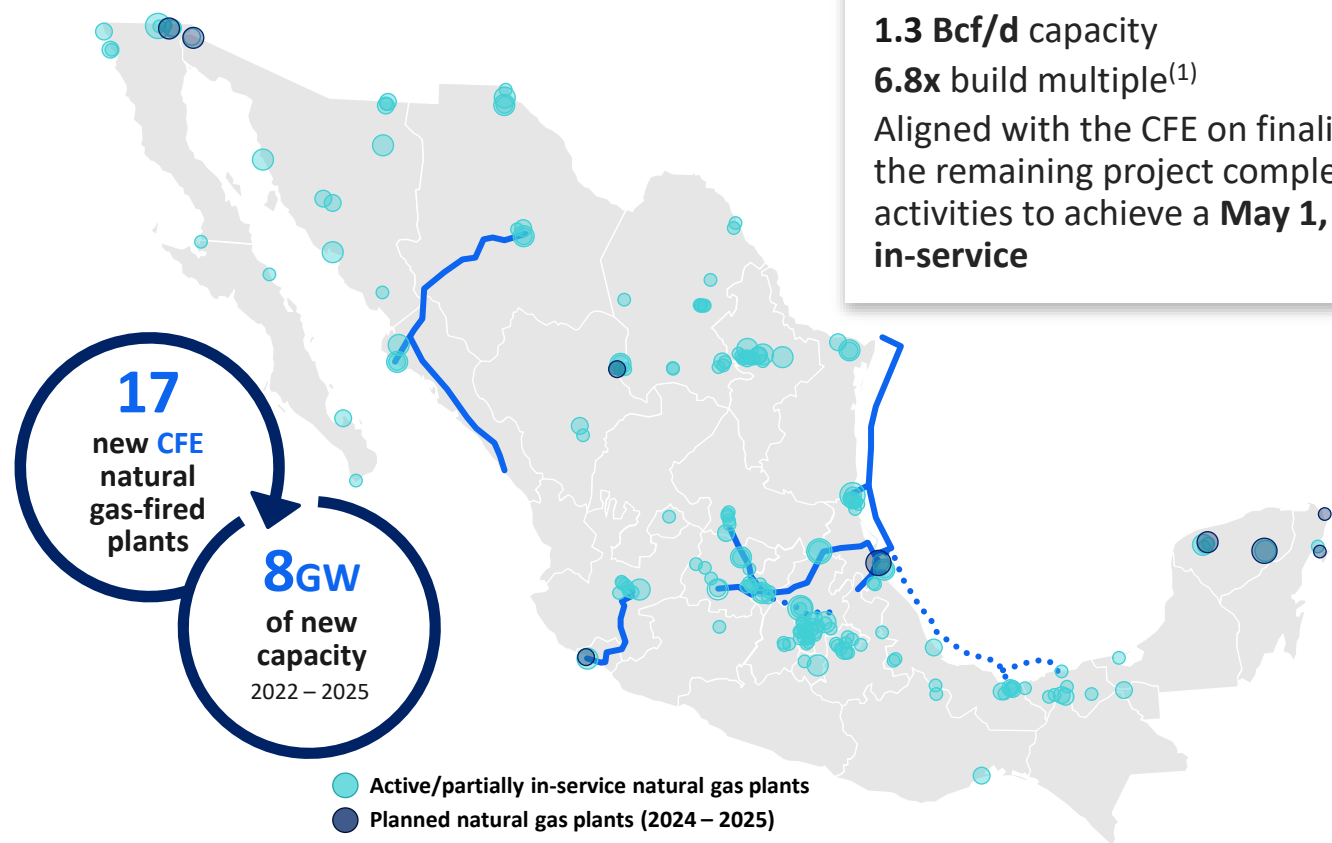 1.3 Bcf/d capacity
6.8x build multiple(1)
Aligned with the CFE on
the remaining project
activities to achieve a May 1,
in-service
17
new CFE
natural
gas-fired
plants
8GW
of new
capacity
2022 – 2025
Active/partially in-service natural gas plants
Planned natural gas plants (2024 – 2025)